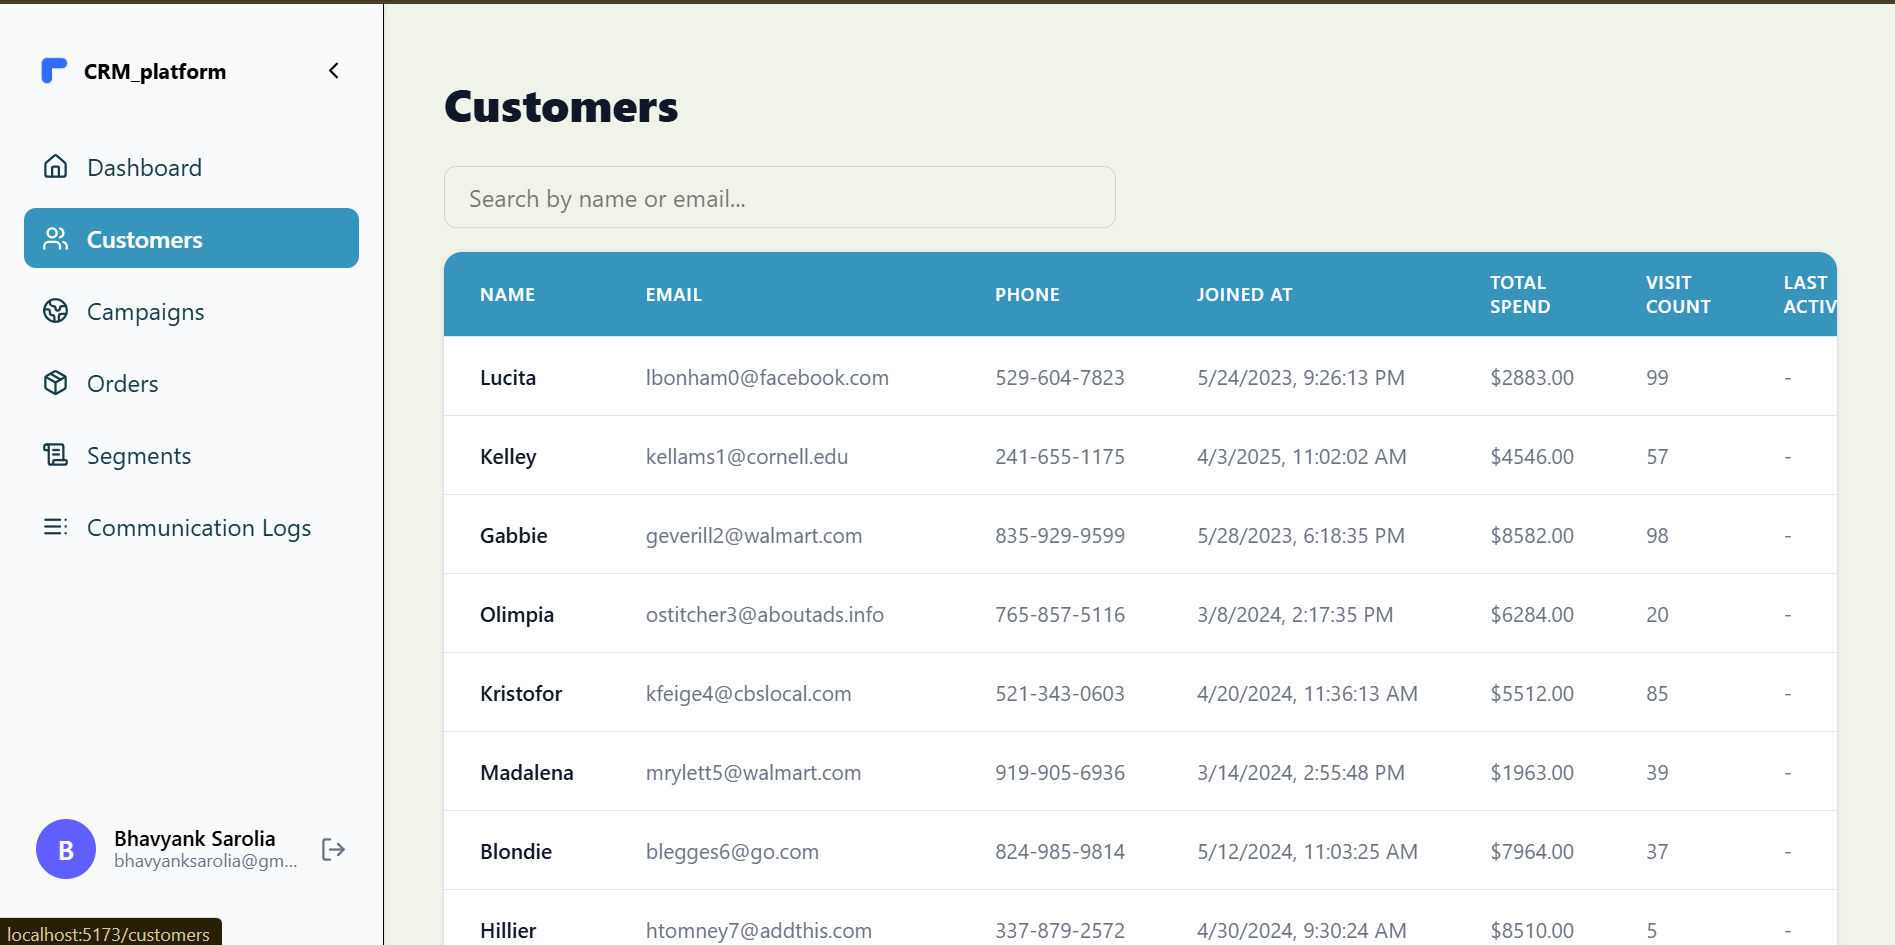 CRM_platform
Dashboard
Customers
Campaigns
Orders
Segments
Communication Logs
Bhavyank Sarolia
bhavyanksarolia@gm...
B
localhost:5173/customers
Customers
Search by name or email...
NAME EMAIL PHONE JOINED AT TOTAL SPEND VISIT COUNT LAST ACTIV
Lucita lbonham0@facebook.com 529-604-7823 5/24/2023, 9:26:13 PM $2883.00 99 -
Kelley kellams1@cornell.edu 241-655-1175 4/3/2025, 11:02:02 AM $4546.00 57 -
Gabbie geverill2@walmart.com 835-929-9599 5/28/2023, 6:18:35 PM $8582.00 98 -
Olimpia ostitcher3@aboutads.info 765-857-5116 3/8/2024, 2:17:35 PM $6284.00 20 -
Kristofor kfeige4@cbslocal.com 521-343-0603 4/20/2024, 11:36:13 AM $5512.00 85 -
Madalena mrylett5@walmart.com 919-905-6936 3/14/2024, 2:55:48 PM $1963.00 39 -
Blondie blegges6@go.com 824-985-9814 5/12/2024, 11:03:25 AM $7964.00 37 -
Hillier htomney7@addthis.com 337-879-2572 4/30/2024, 9:30:24 AM $8510.00 5 -